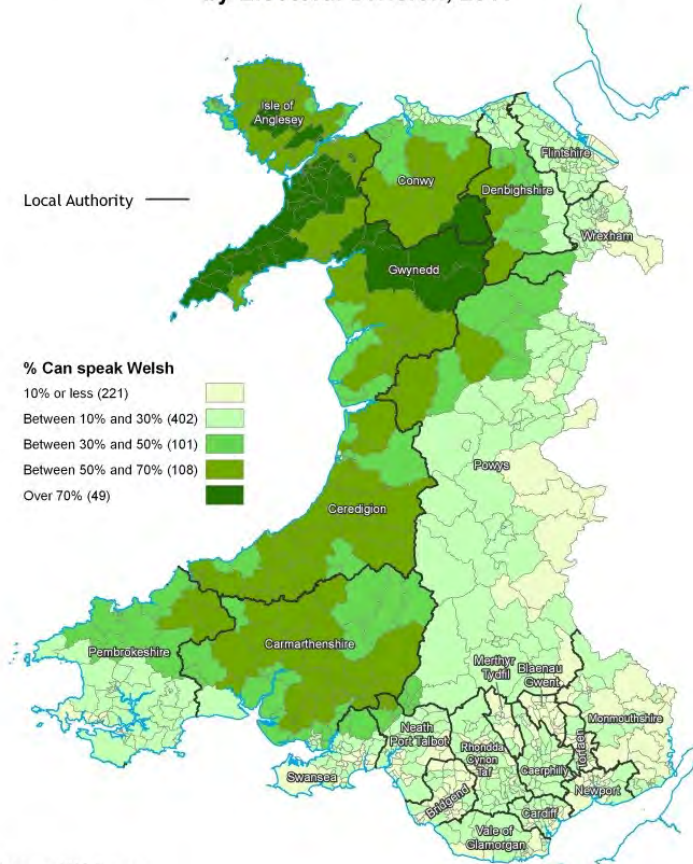 Isle of
Anglesey
Flintshire
Conwy
Denbighshire
Local Authority
Wrexham
Gwynedd
% Can speak Welsh
10% or less (221)
Between 10% and 30% (402)
Between 30% and 50% (101)
Between 50% and 70% (108)
Over 70% (49)
Powys
Ceredigion
Carmarthenshire
Pembrokeshire
Merthyr
Tydfil
Blaenau
Gwent
Monmouthshire
Neath
Port Talbot
Rhondda
Cynon
Taf
Caerphilly
Torfaen
Swansea
Newport
Bridgend
Cardiff
Vale of
Glamorgan